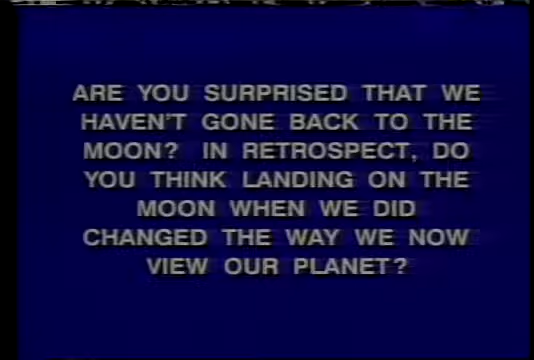 ARE YOU SURPRISED THAT WE
HAVEN'T GONE BACK TO THE
MOON? IN RETROSPECT, DO
YOU THINK LANDING ON THE
MOON WHEN WE DID
CHANGED THE WAY WE NOW
VIEW OUR PLANET?